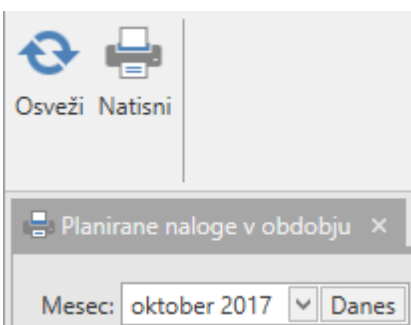 Osveži Natisni
Planirane naloge v obdobju ×
Mesec: oktober 2017 Danes